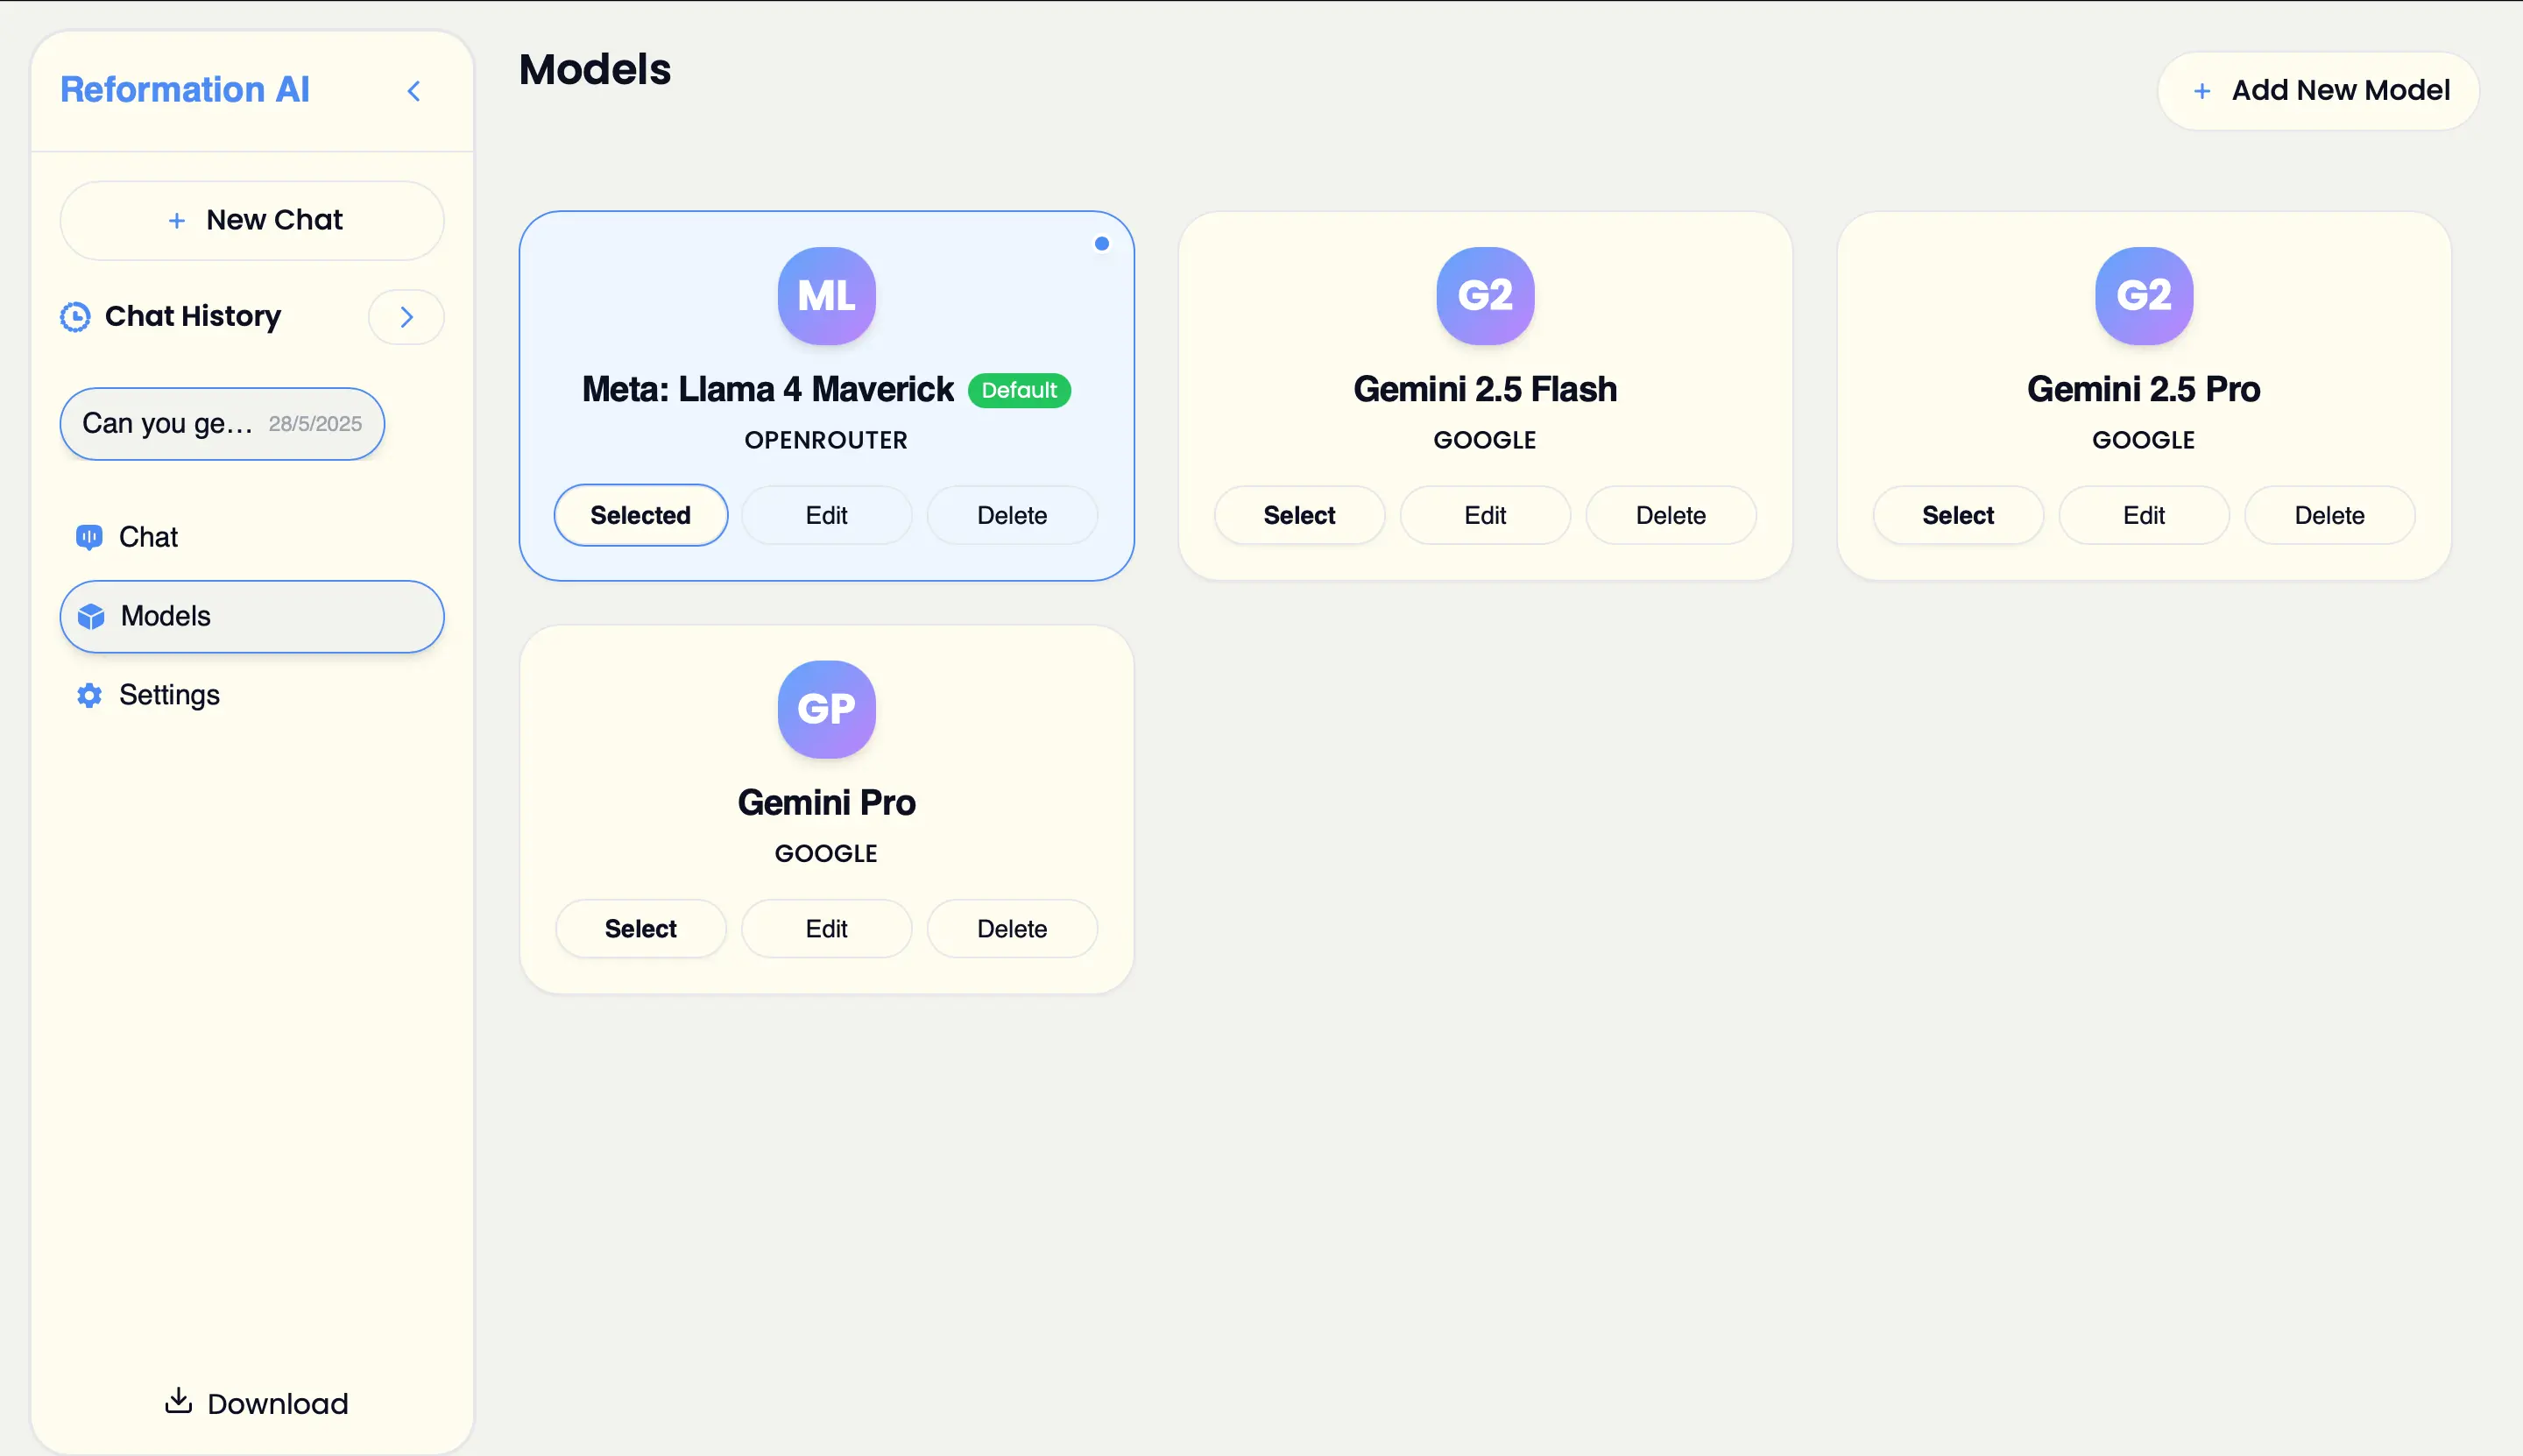 Reformation AI
+ New Chat
Chat History
Can you ge... 28/5/2025
Chat
Models
Settings
Download
Models
+ Add New Model
ML
Meta: Llama 4 Maverick Default
OPENROUTER
Selected Edit Delete
G2
Gemini 2.5 Flash
GOOGLE
Select Edit Delete
G2
Gemini 2.5 Pro
GOOGLE
Select Edit Delete
GP
Gemini Pro
GOOGLE
Select Edit Delete